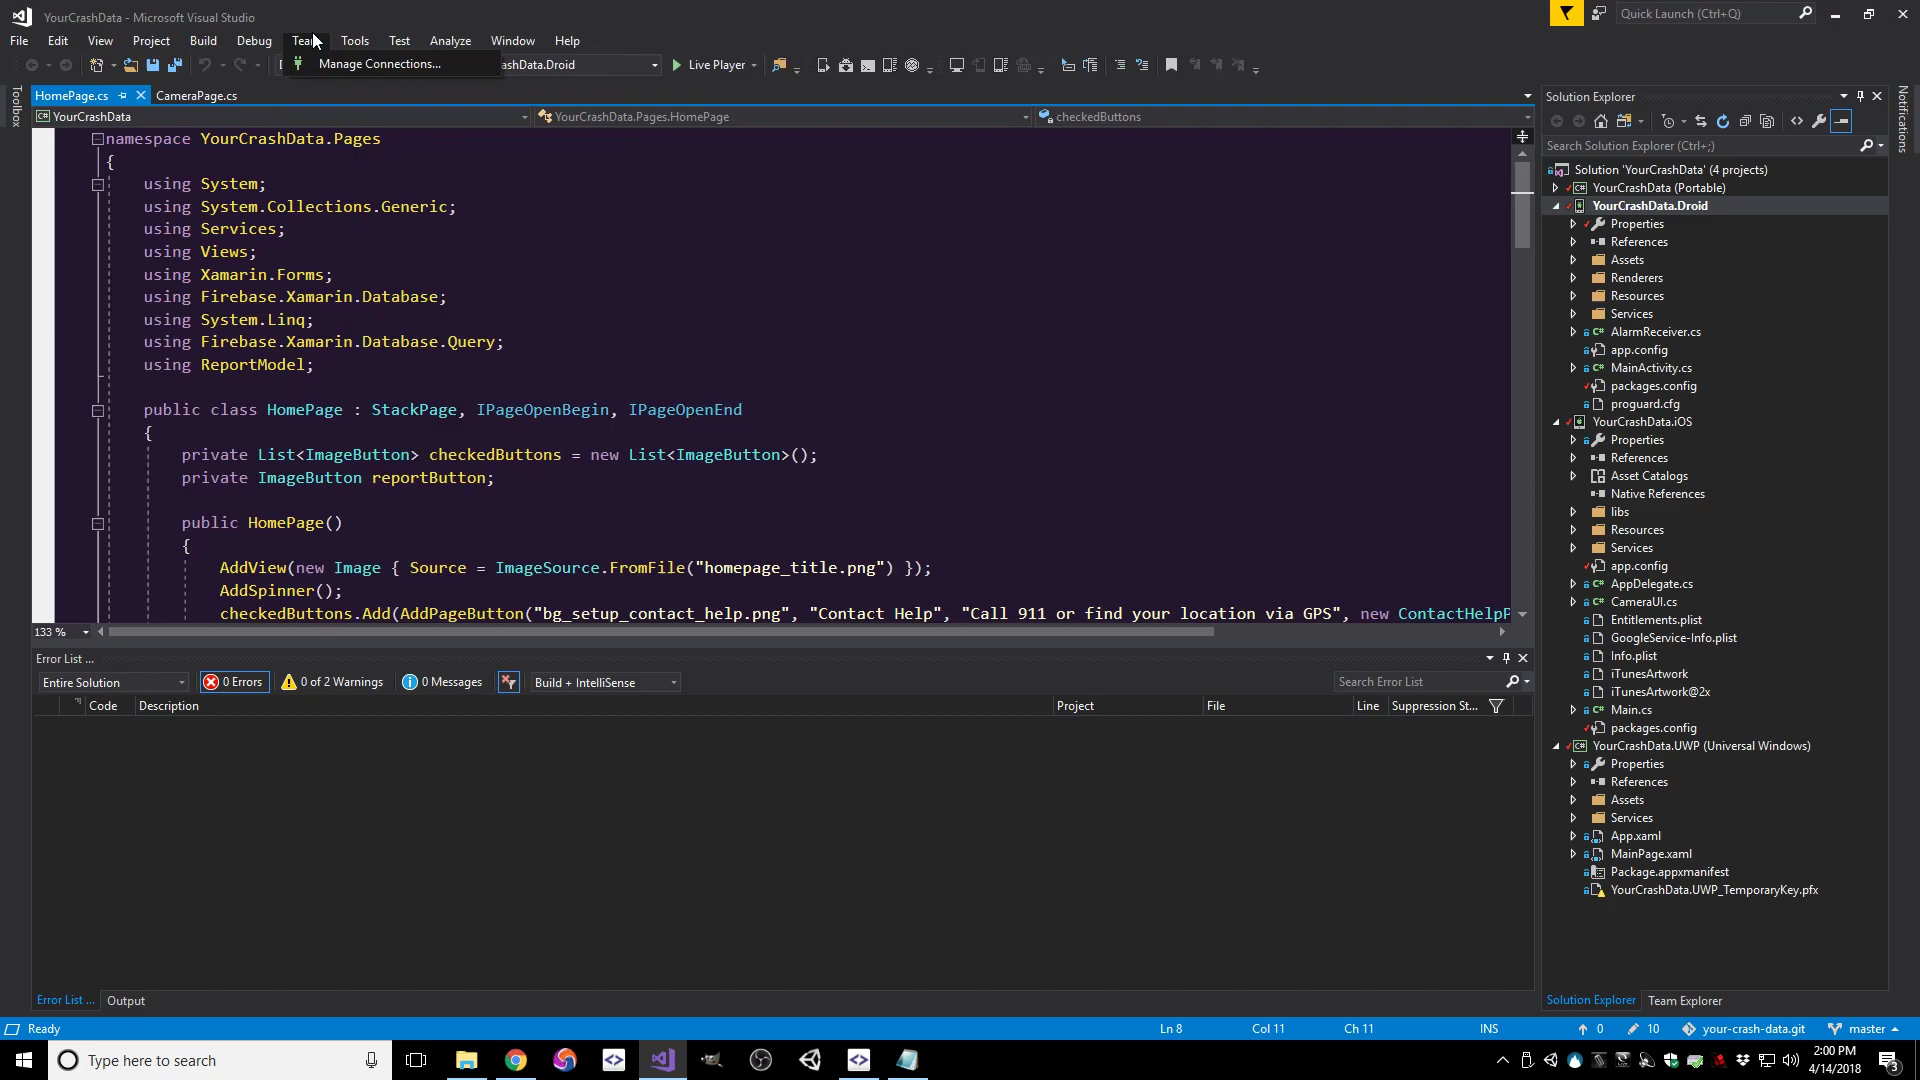 YourCrashData - Microsoft Visual Studio
Quick Launch (Ctrl+Q)
File Edit View Project Build Debug Tools Test Analyze Window Help
Manage Connections...
Live Player
HomePage.cs CameraPage.cs
YourCrashData YourCrashData.Pages.HomePage checkedButtons
Toolbox
namespace YourCrashData.Pages
{
using System;
using System.Collections.Generic;
using Services;
using Views;
using Xamarin.Forms;
using Firebase.Xamarin.Database;
using System.Linq;
using Firebase.Xamarin.Database.Query;
using ReportModel;
public class HomePage : StackPage, IPageOpenBegin, IPageOpenEnd
{
private List<ImageButton> checkedButtons = new List<ImageButton>();
private ImageButton reportButton;
public HomePage()
{
AddView(new Image { Source = ImageSource.FromFile("homepage_title.png") });
AddSpinner();
checkedButtons.Add(AddPageButton("bg_setup_contact_help.png", "Contact Help", "Call 911 or find your location via GPS", new ContactHelpP
133 %
Error List ...
Entire Solution 0 Errors 0 of 2 Warnings 0 Messages Build + IntelliSense Search Error List
Code Description Project File Line Suppression St...
Error List ... Output
Solution Explorer
Search Solution Explorer (Ctrl+;)
Solution 'YourCrashData' (4 projects)
YourCrashData (Portable)
YourCrashData.Droid
Properties
References
Assets
Renderers
Resources
Services
AlarmReceiver.cs
app.config
MainActivity.cs
packages.config
proguard.cfg
YourCrashData.iOS
Properties
References
Asset Catalogs
Native References
libs
Resources
Services
app.config
AppDelegate.cs
CameraUI.cs
Entitlements.plist
GoogleService-Info.plist
Info.plist
iTunesArtwork
iTunesArtwork@2x
Main.cs
packages.config
YourCrashData.UWP (Universal Windows)
Properties
References
Assets
Services
App.xaml
MainPage.xaml
Package.appxmanifest
YourCrashData.UWP_TemporaryKey.pfx
Solution Explorer Team Explorer
Notifications
Ready Ln 8 Col 11 Ch 11 INS 0 10 your-crash-data.git master
Type here to search
2:00 PM
4/14/2018
3